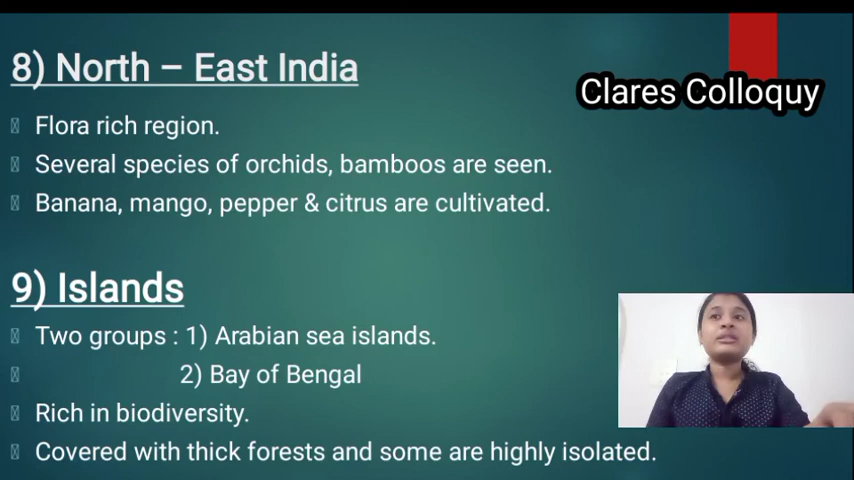 8) North – East India
Clares Colloquy
Flora rich region.
Several species of orchids, bamboos are seen.
Banana, mango, pepper & citrus are cultivated.
9) Islands
Two groups : 1) Arabian sea islands.
2) Bay of Bengal
Rich in biodiversity.
Covered with thick forests and some are highly isolated.